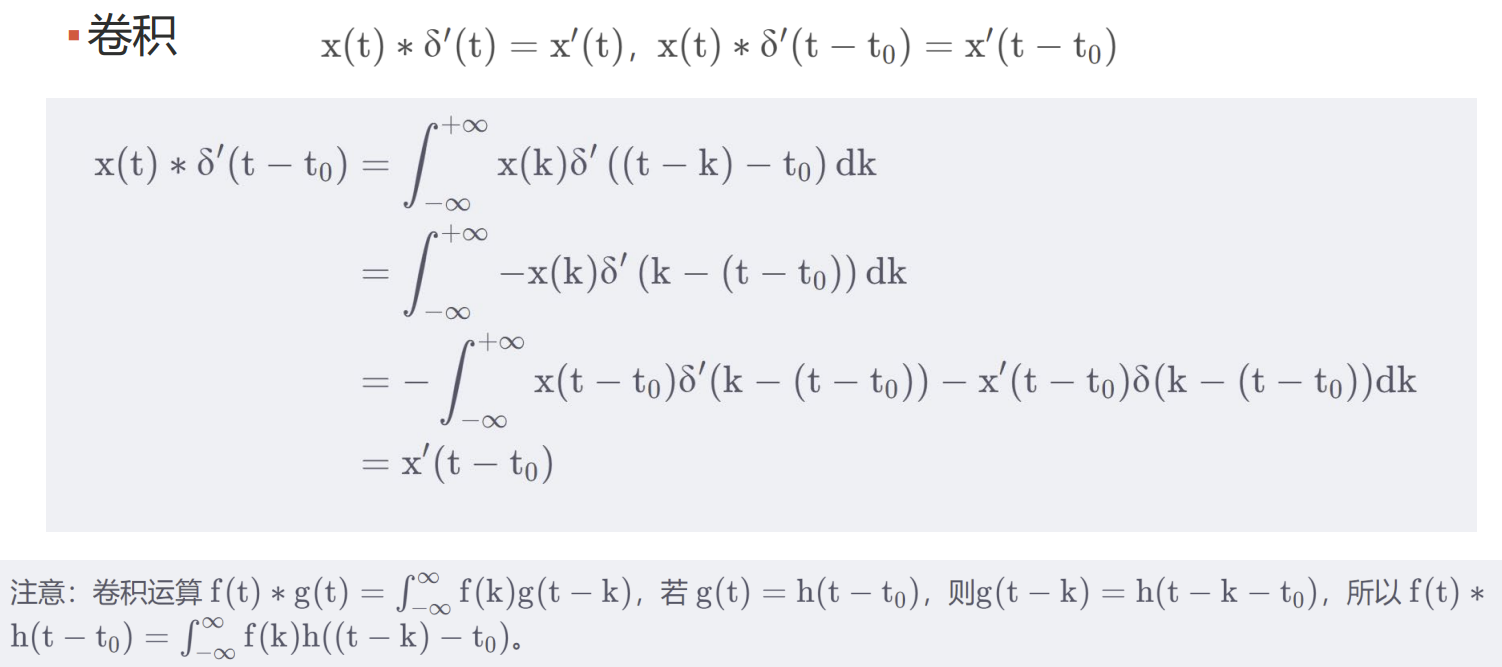 ▪卷积 x(t) ∗ δ′(t) = x′(t), x(t) ∗ δ′(t − t₀) = x′(t − t₀)
x(t) ∗ δ′(t − t₀) = ∫₋∞⁺∞ x(k)δ′((t − k) − t₀) dk
= ∫₋∞⁺∞ −x(k)δ′(k − (t − t₀)) dk
= − ∫₋∞⁺∞ x(t − t₀)δ′(k − (t − t₀)) − x′(t − t₀)δ(k − (t − t₀))dk
= x′(t − t₀)
注意：卷积运算 f(t) ∗ g(t) = ∫₋∞^∞ f(k)g(t − k)，若 g(t) = h(t − t₀)，则g(t − k) = h(t − k − t₀)，所以 f(t) ∗
h(t − t₀) = ∫₋∞^∞ f(k)h((t − k) − t₀)。